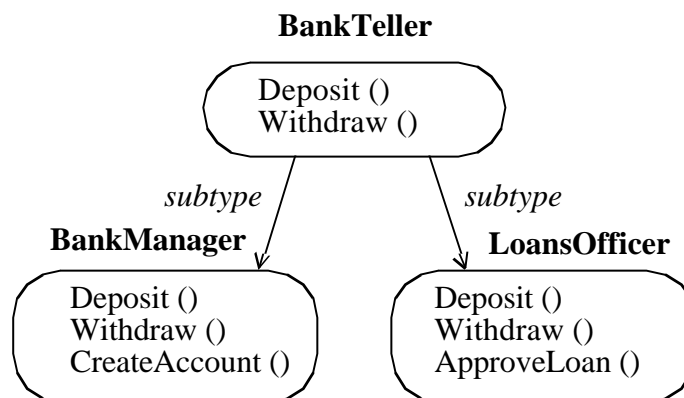 BankTeller
Deposit ()
Withdraw ()
subtype
subtype
BankManager
LoansOfficer
Deposit ()
Withdraw ()
CreateAccount ()
Deposit ()
Withdraw ()
ApproveLoan ()